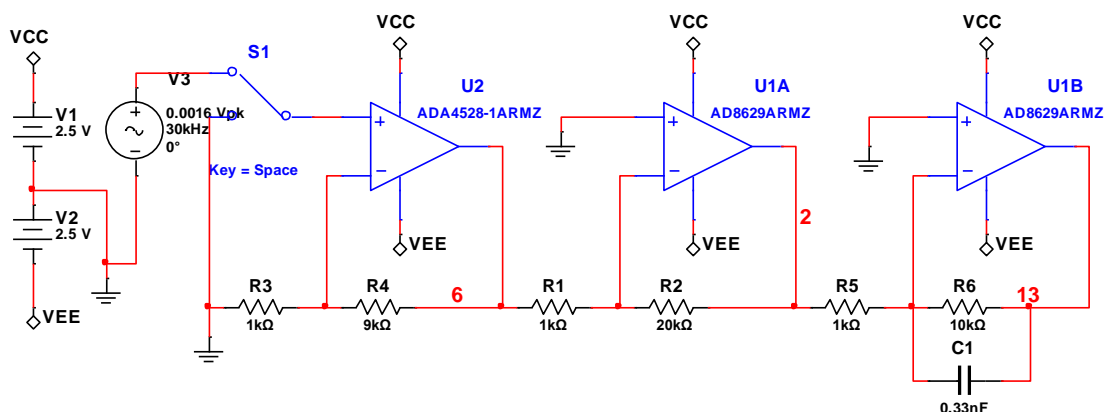 VCC
V1
2.5 V
V2
2.5 V
VEE
V3
0.0016 Vpk
30kHz
0°
S1
Key = Space
VCC
U2
ADA4528-1ARMZ
VEE
R3
1kΩ
R4
9kΩ
6
R1
1kΩ
VCC
U1A
AD8629ARMZ
VEE
2
R2
20kΩ
R5
1kΩ
VCC
U1B
AD8629ARMZ
VEE
R6
10kΩ
13
C1
0.33nF